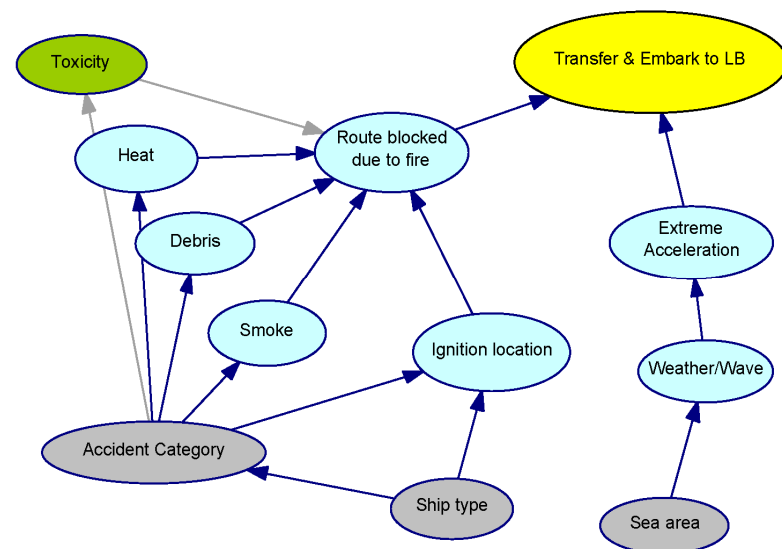 Toxicity
Transfer & Embark to LB
Heat
Route blocked
due to fire
Debris
Extreme
Acceleration
Smoke
Ignition location
Weather/Wave
Accident Category
Ship type
Sea area